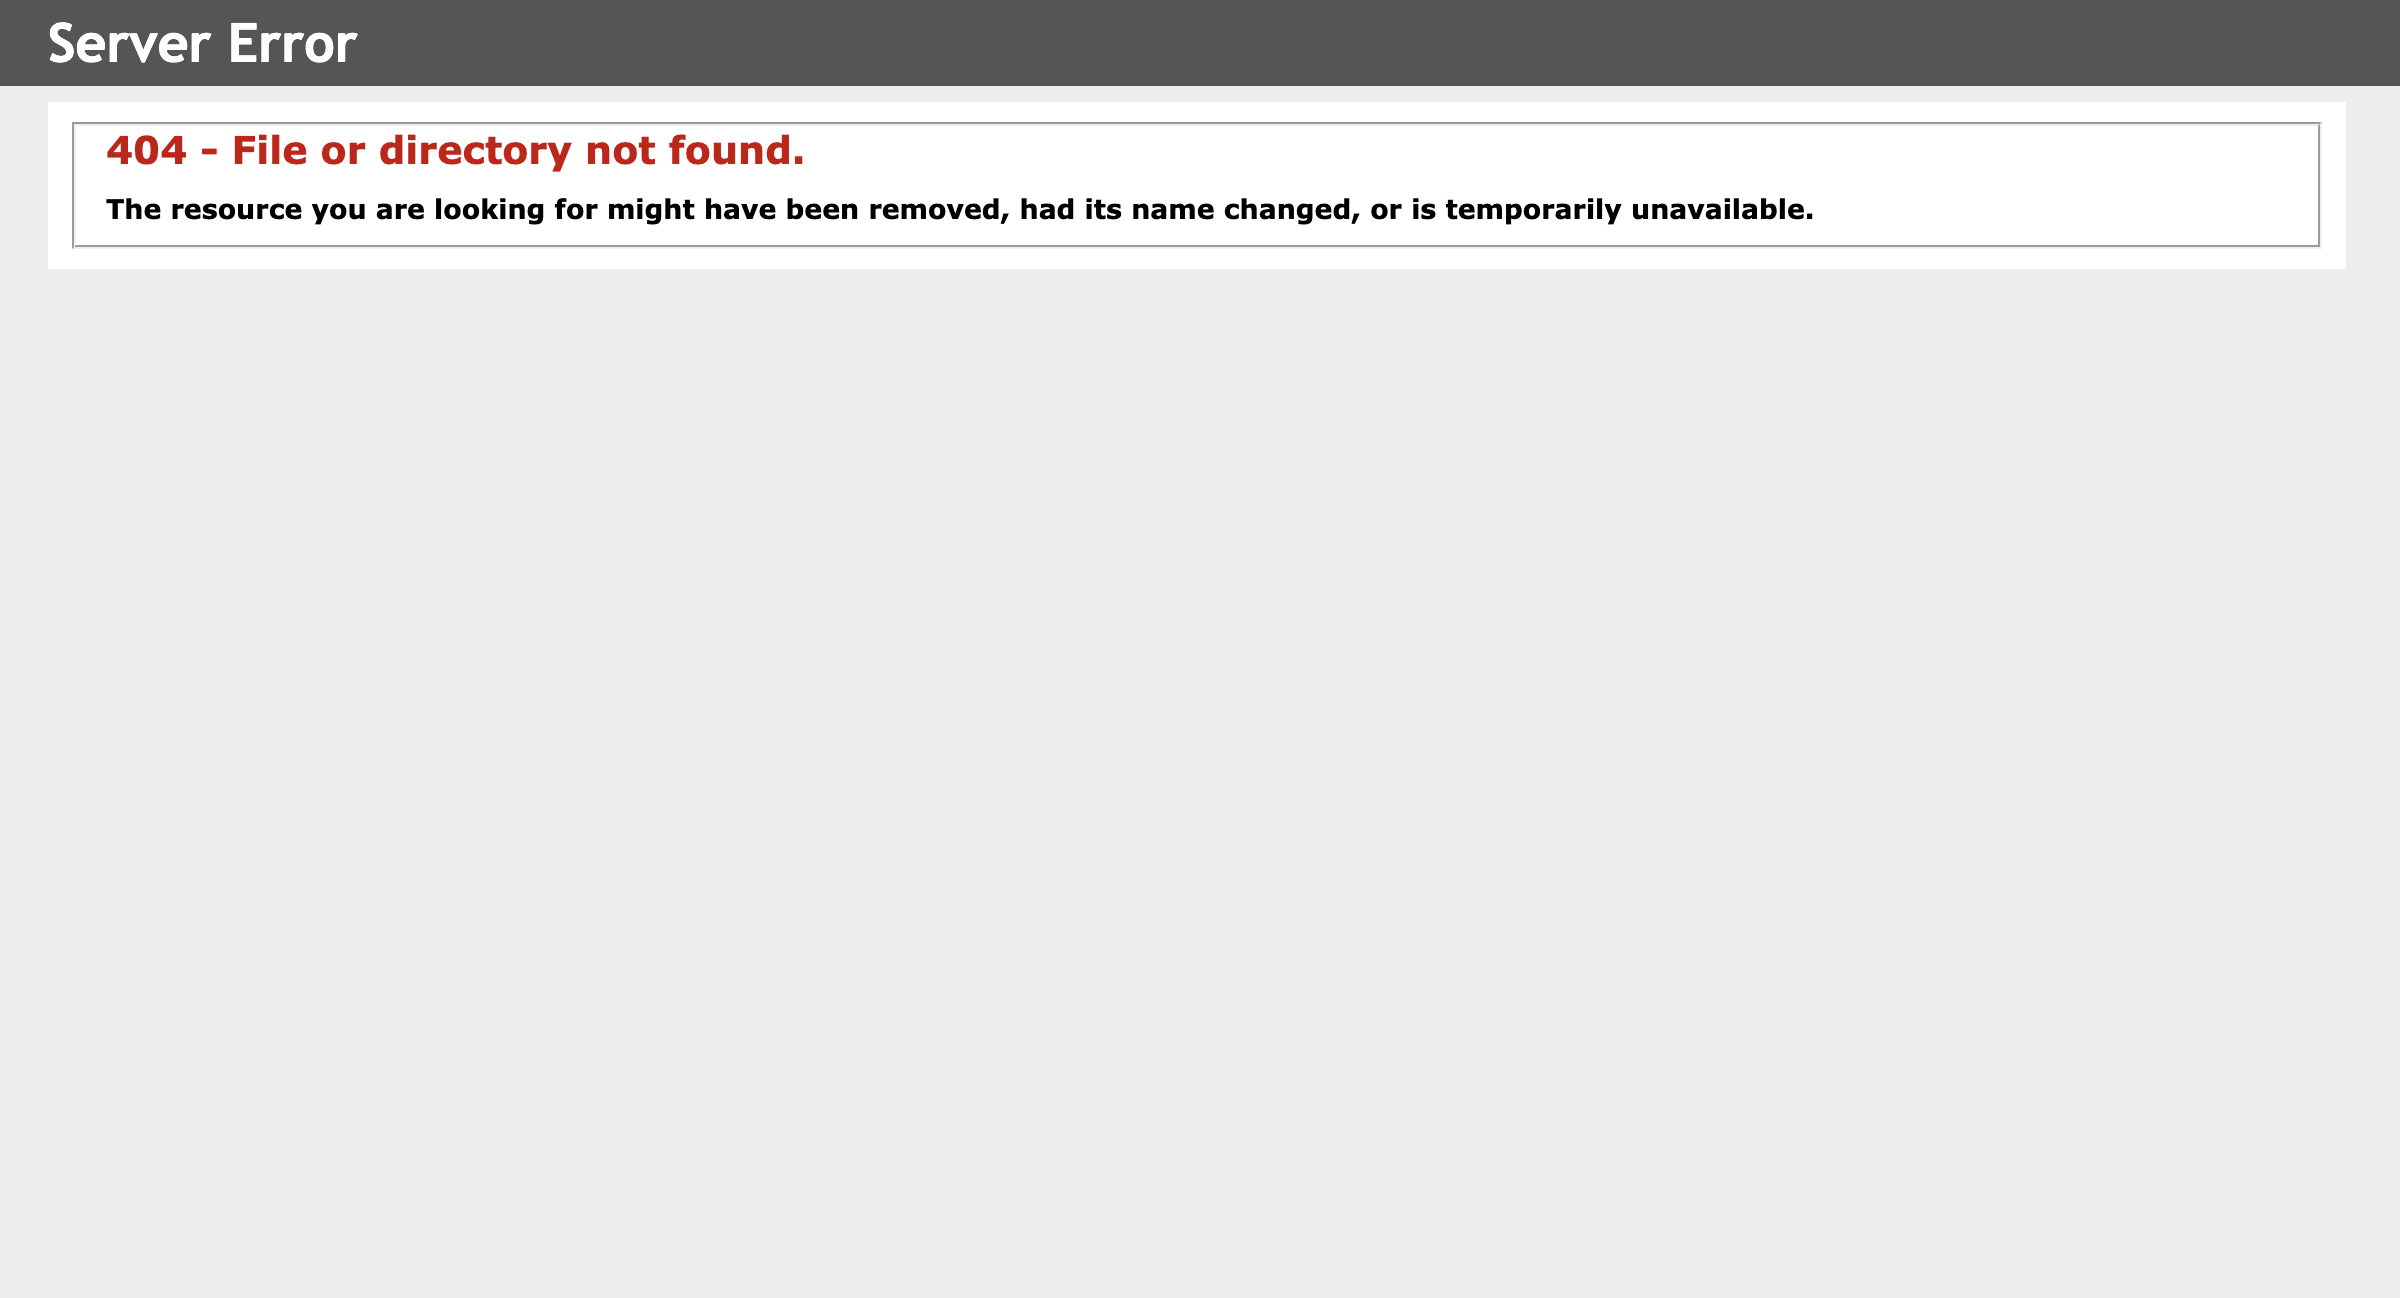 Server Error
404 - File or directory not found.
The resource you are looking for might have been removed, had its name changed, or is temporarily unavailable.